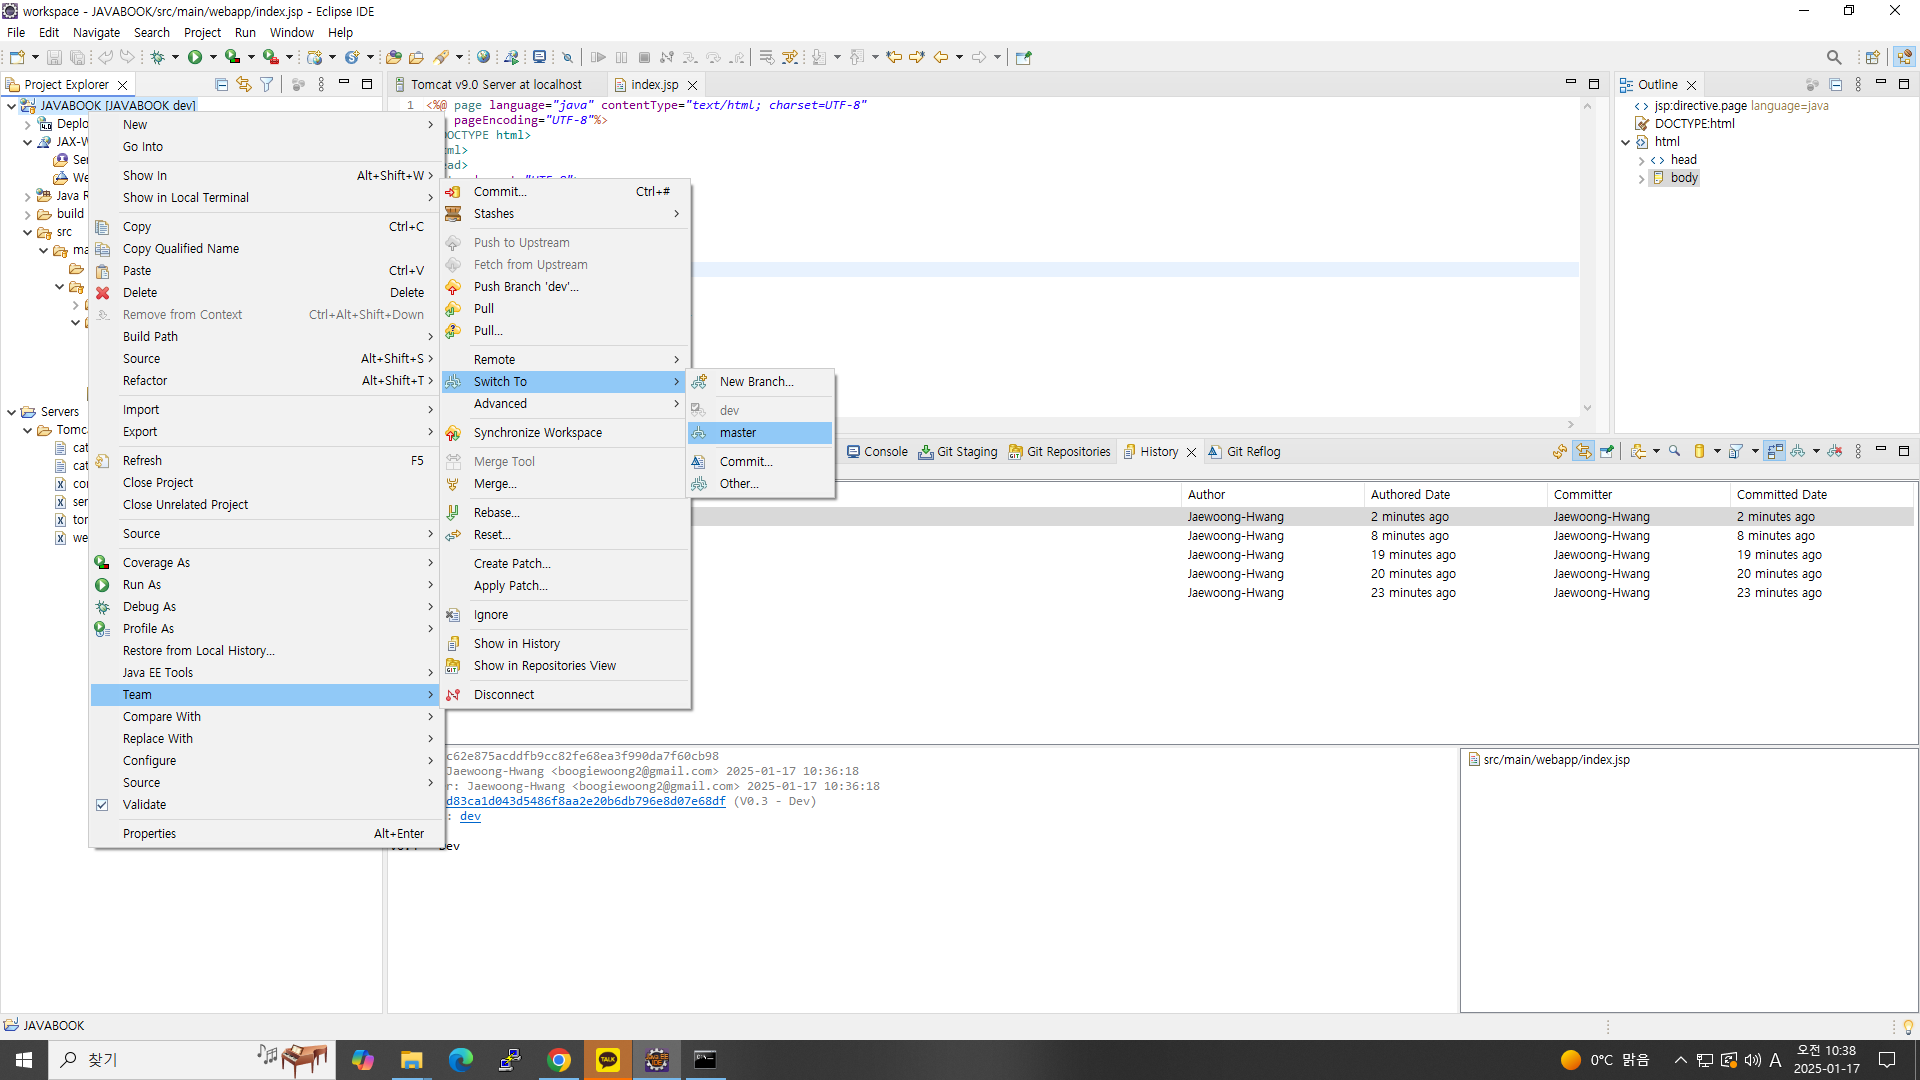 workspace - JAVABOOK/src/main/webapp/index.jsp - Eclipse IDE
File Edit Navigate Search Project Run Window Help
Project Explorer
Tomcat v9.0 Server at localhost
index.jsp
Outline
JAVABOOK [JAVABOOK dev]
Deplo
JAX-W
Ser
We
Java R
build
src
ma
Servers
Tomc
cat
cat
co
ser
tor
we
1 <%@ page language="java" contentType="text/html; charset=UTF-8"
pageEncoding="UTF-8"%>
OCTYPE html>
ml>
ead>
jsp:directive.page language=java
DOCTYPE:html
html
head
body
New
Go Into
Show In Alt+Shift+W
Show in Local Terminal
Copy Ctrl+C
Copy Qualified Name
Paste Ctrl+V
Delete Delete
Remove from Context Ctrl+Alt+Shift+Down
Build Path
Source Alt+Shift+S
Refactor Alt+Shift+T
Import
Export
Refresh F5
Close Project
Close Unrelated Project
Source
Coverage As
Run As
Debug As
Profile As
Restore from Local History...
Java EE Tools
Team
Compare With
Replace With
Configure
Source
Validate
Properties Alt+Enter
Commit... Ctrl+#
Stashes
Push to Upstream
Fetch from Upstream
Push Branch 'dev'...
Pull
Pull...
Remote
Switch To
Advanced
Synchronize Workspace
Merge Tool
Merge...
Rebase...
Reset...
Create Patch...
Apply Patch...
Ignore
Show in History
Show in Repositories View
Disconnect
New Branch...
dev
master
Commit...
Other...
Console Git Staging Git Repositories History Git Reflog
Author Authored Date Committer Committed Date
Jaewoong-Hwang 2 minutes ago Jaewoong-Hwang 2 minutes ago
Jaewoong-Hwang 8 minutes ago Jaewoong-Hwang 8 minutes ago
Jaewoong-Hwang 19 minutes ago Jaewoong-Hwang 19 minutes ago
Jaewoong-Hwang 20 minutes ago Jaewoong-Hwang 20 minutes ago
Jaewoong-Hwang 23 minutes ago Jaewoong-Hwang 23 minutes ago
c62e875acddfb9cc82fe68ea3f990da7f60cb98
Jaewoong-Hwang <boogiewoong2@gmail.com> 2025-01-17 10:36:18
r: Jaewoong-Hwang <boogiewoong2@gmail.com> 2025-01-17 10:36:18
d83ca1d043d5486f8aa2e20b6db796e8d07e68df (V0.3 - Dev)
: dev
Dev
src/main/webapp/index.jsp
JAVABOOK
찾기
TALK
Java EE IDE
0°C 맑음
A
오전 10:38
2025-01-17